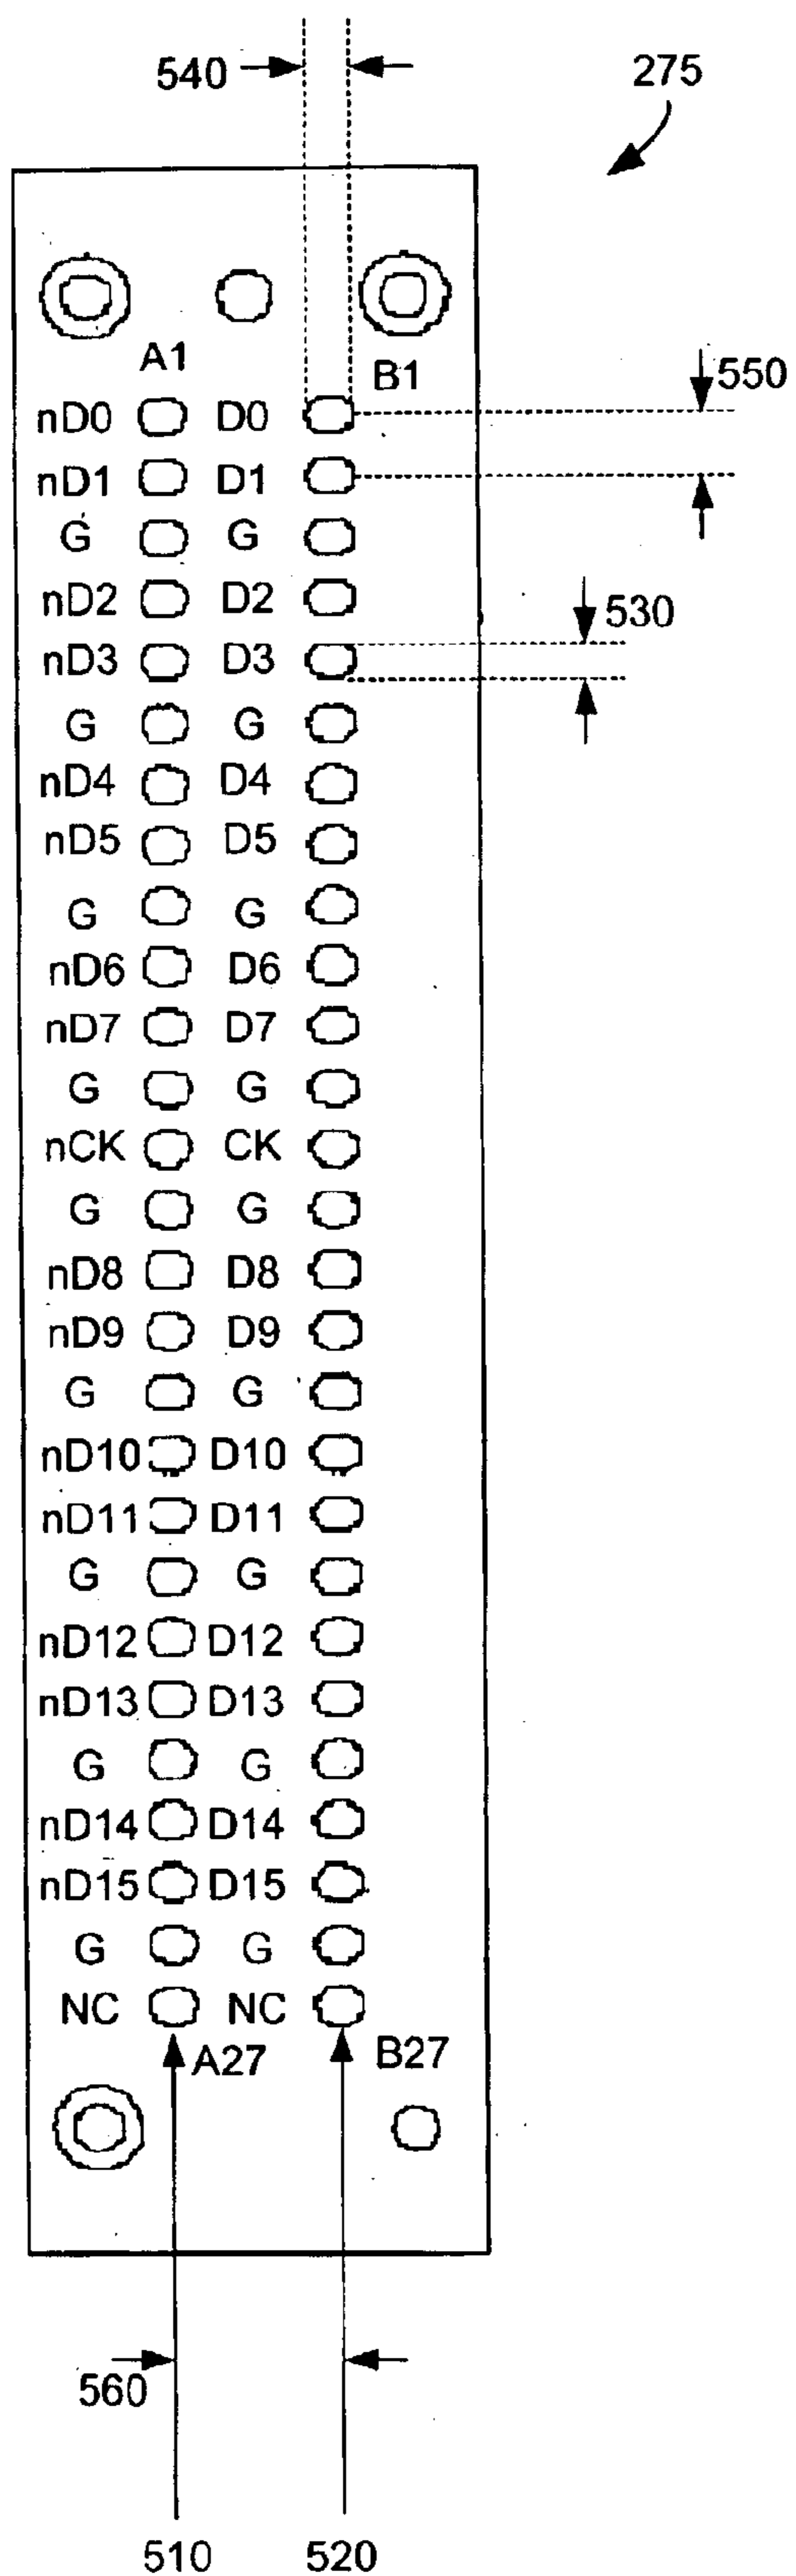 540
275
A1
B1
550
nD0 D0
nD1 D1
G G
nD2 D2
530
nD3 D3
G G
nD4 D4
nD5 D5
G G
nD6 D6
nD7 D7
G G
nCK CK
G G
nD8 D8
nD9 D9
G G
nD10 D10
nD11 D11
G G
nD12 D12
nD13 D13
G G
nD14 D14
nD15 D15
G G
NC NC
A27 B27
560
510 520